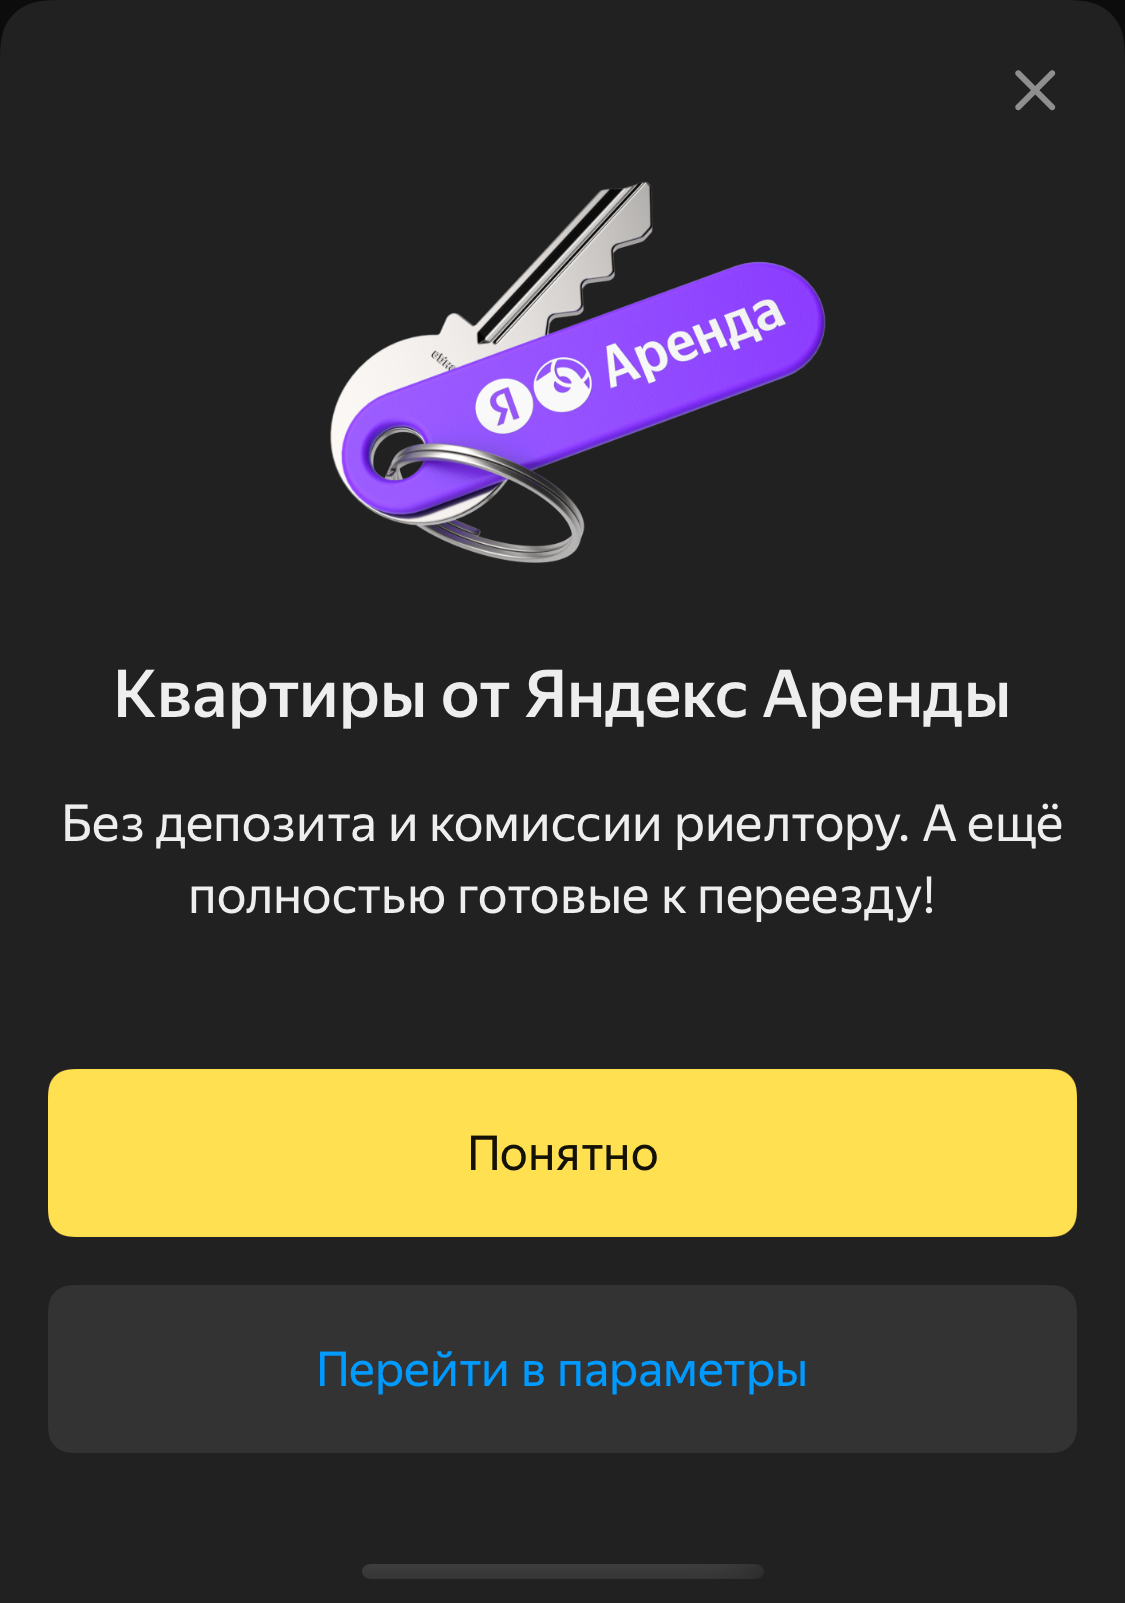 Я Аренда
Квартиры от Яндекс Аренды
Без депозита и комиссии риелтору. А ещё
полностью готовые к переезду!
Понятно
Перейти в параметры